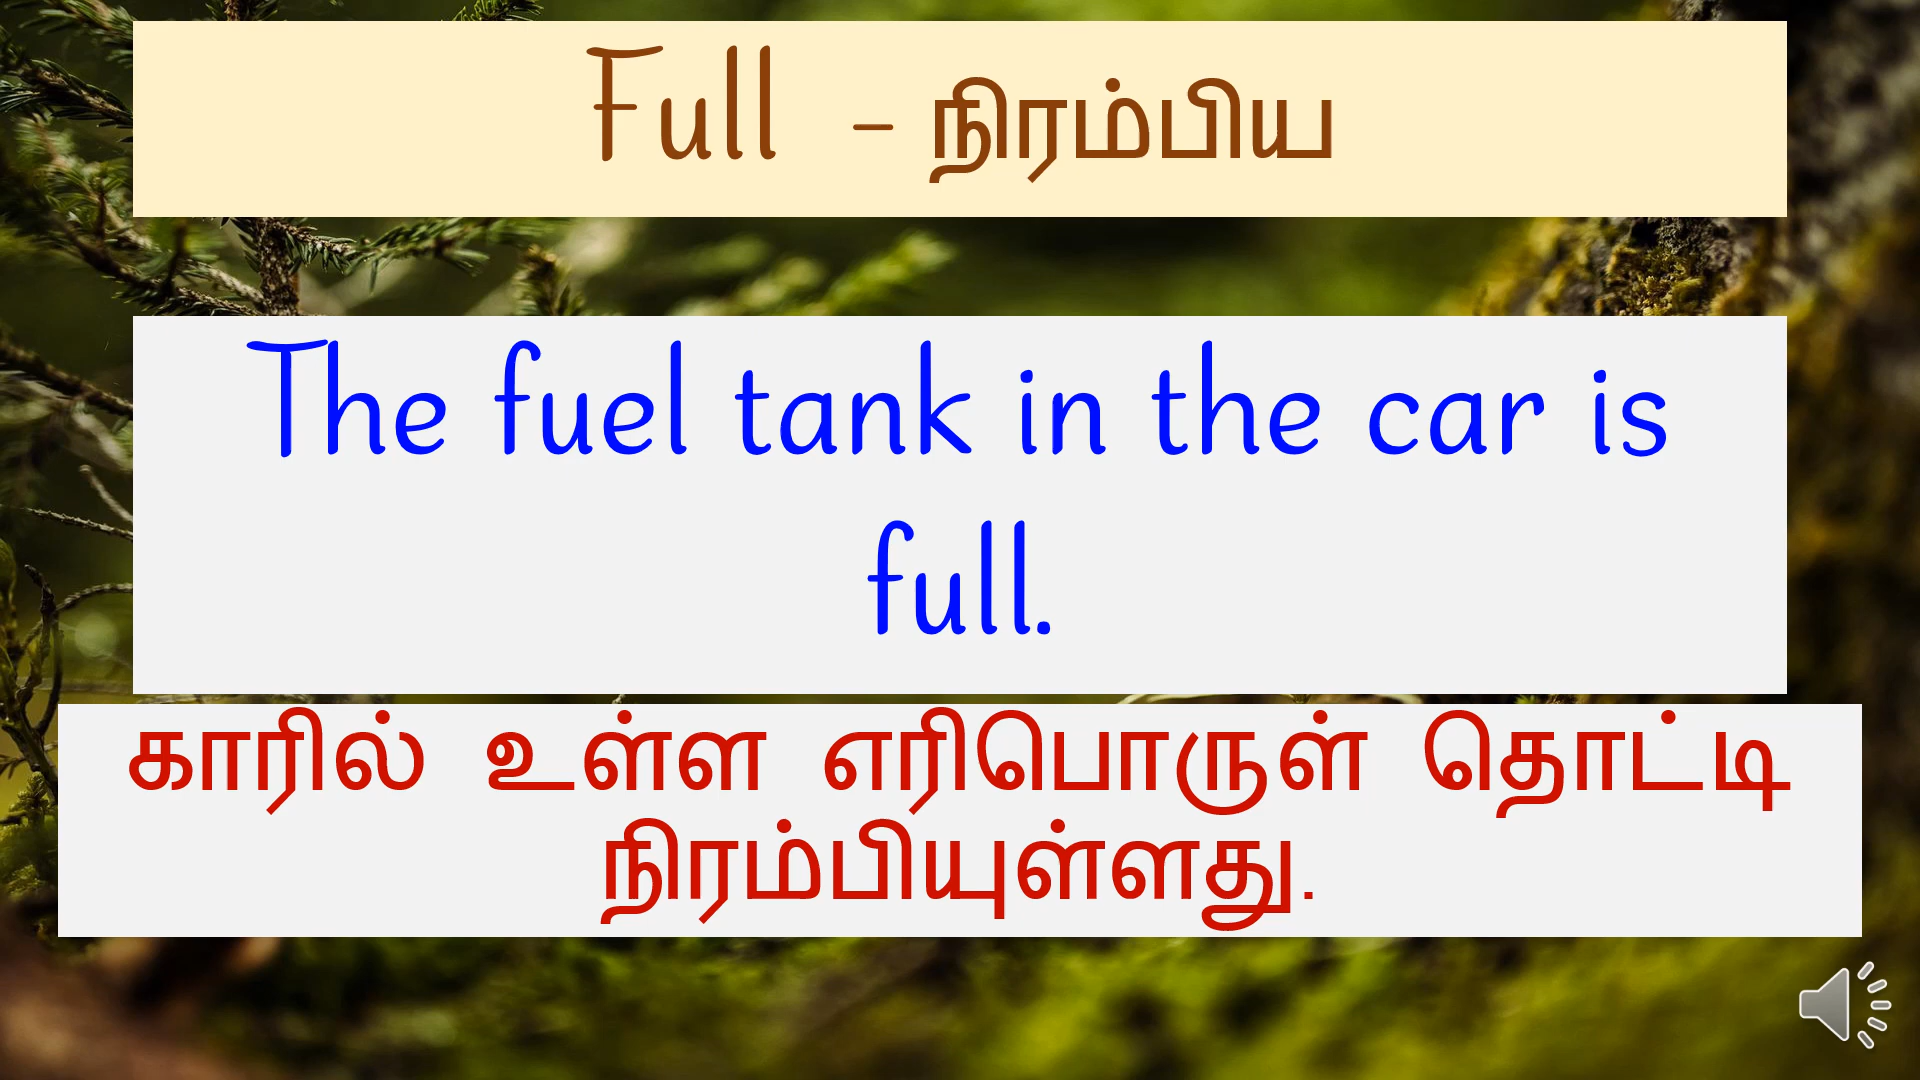 Full - நிரம்பிய
The fuel tank in the car is
full.
காரில் உள்ள எரிபொருள் தொட்டி
நிரம்பியுள்ளது.